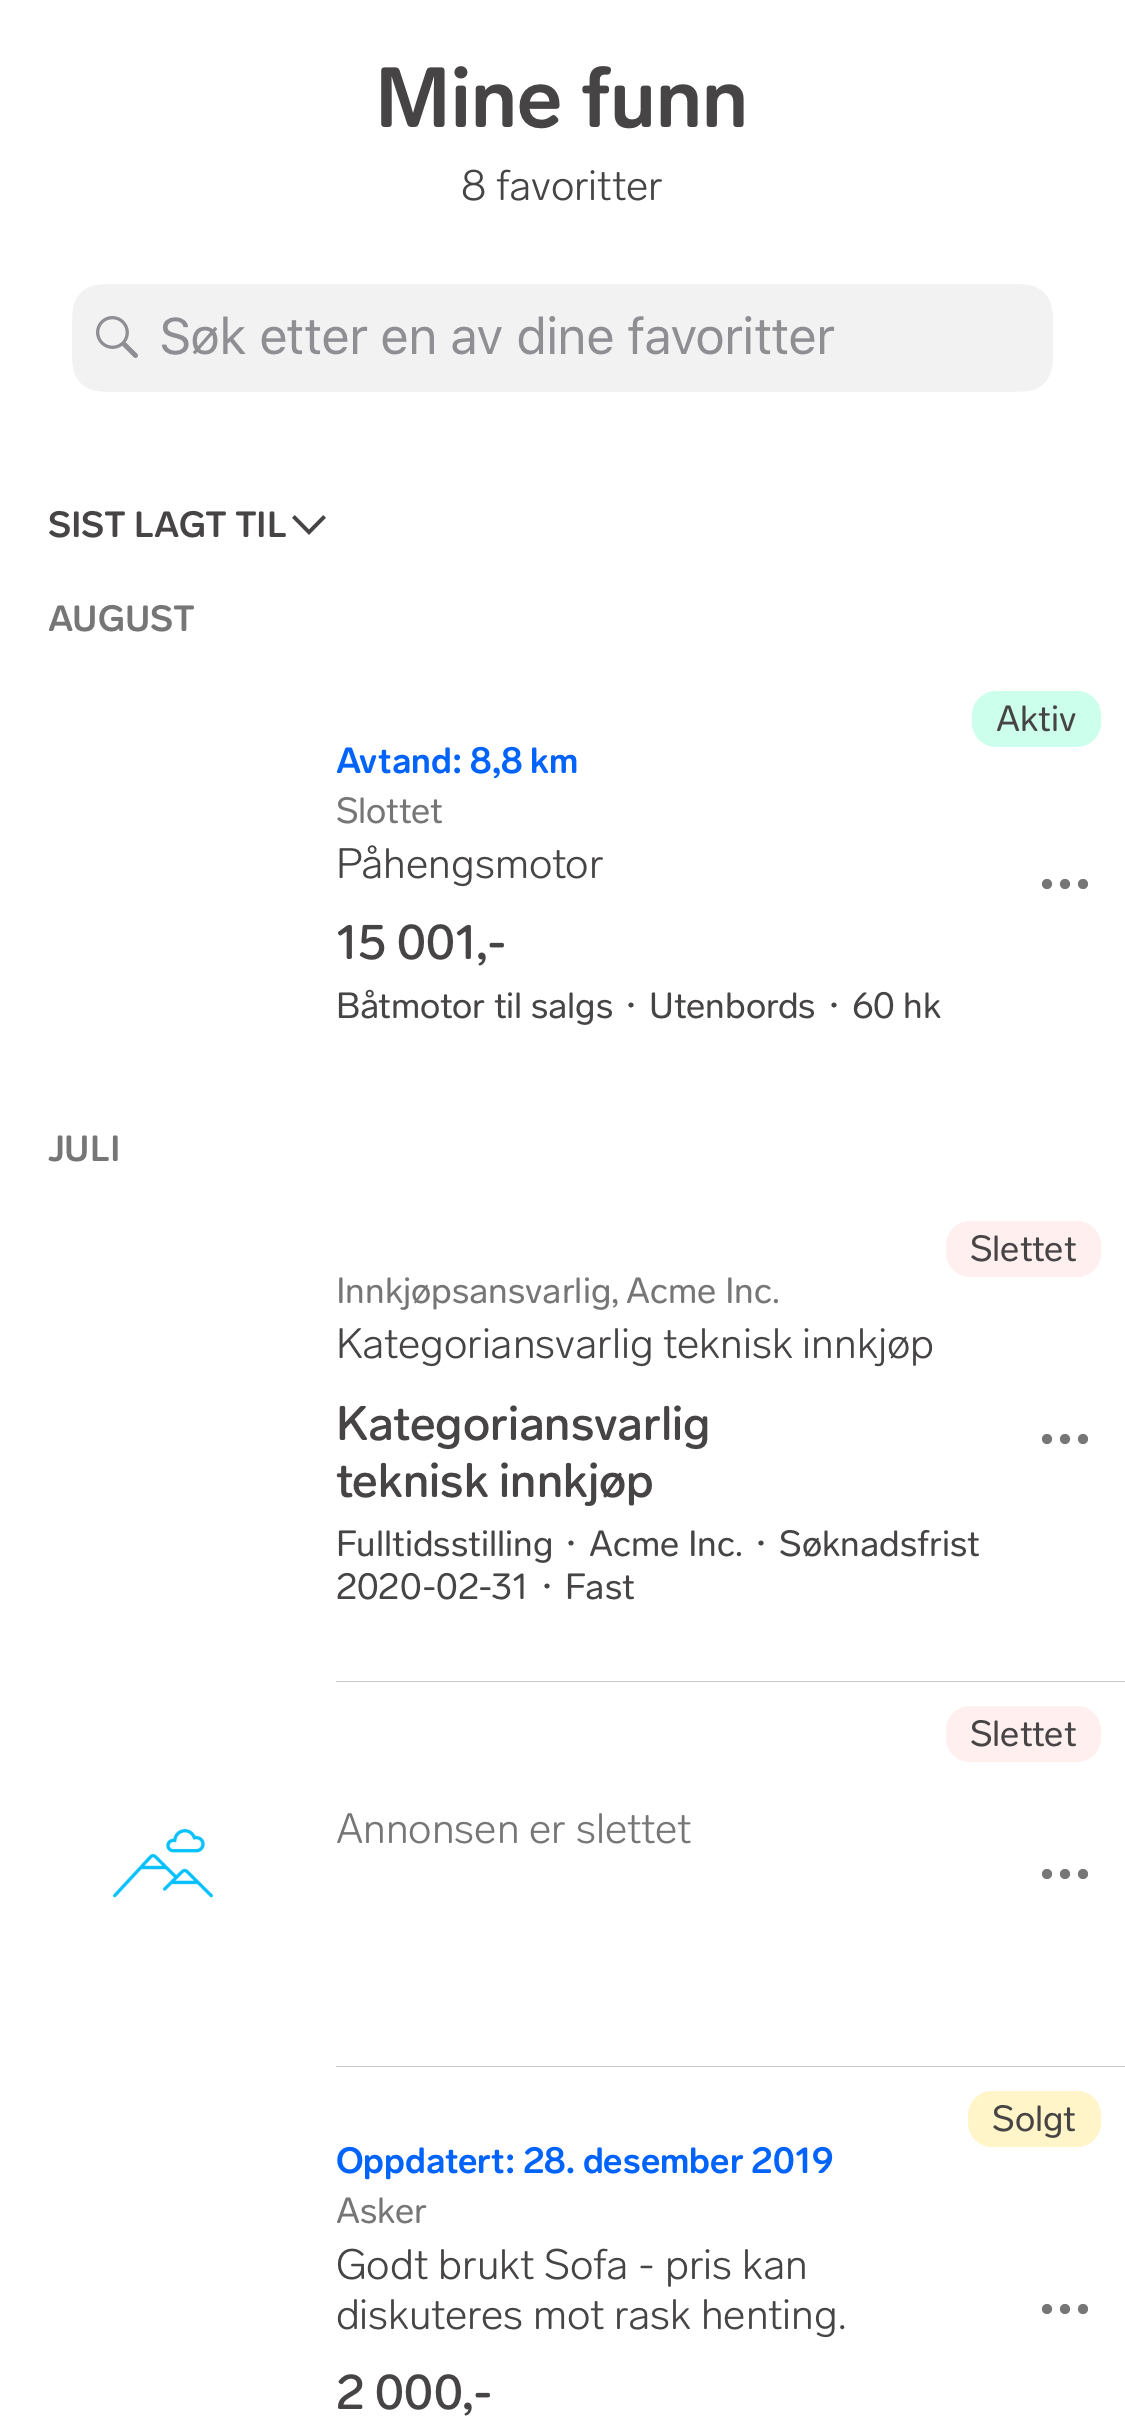 Mine funn
8 favoritter
Søk etter en av dine favoritter
SIST LAGT TIL
AUGUST
Aktiv
Avtand: 8,8 km
Slottet
Påhengsmotor
15 001,-
Båtmotor til salgs · Utenbords · 60 hk
JULI
Slettet
Innkjøpsansvarlig, Acme Inc.
Kategoriansvarlig teknisk innkjøp
Kategoriansvarlig
teknisk innkjøp
Fulltidsstilling · Acme Inc. · Søknadsfrist
2020-02-31 · Fast
Slettet
Annonsen er slettet
Solgt
Oppdatert: 28. desember 2019
Asker
Godt brukt Sofa - pris kan
diskuteres mot rask henting.
2 000,-